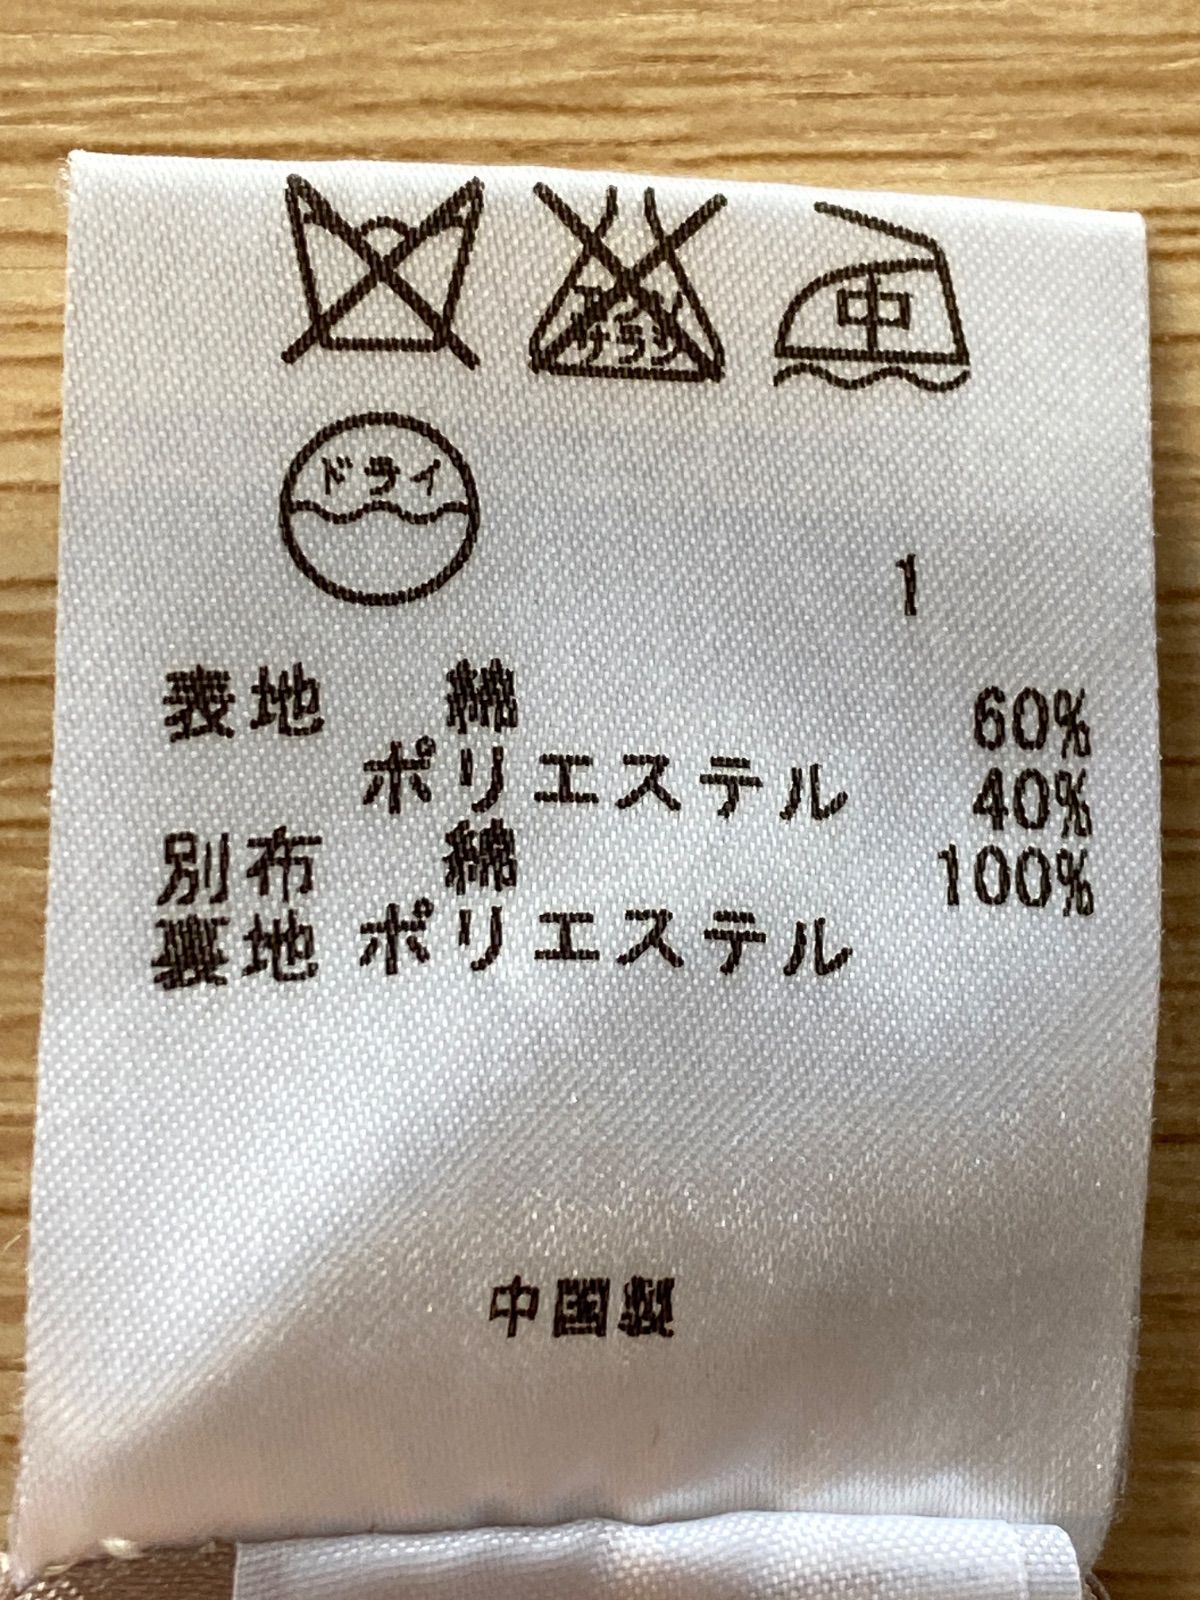 エンソ
サラシ
中
ドライ
1
表地 綿 60%
ポリエステル 40%
別布 綿 100%
裏地 ポリエステル
中国製